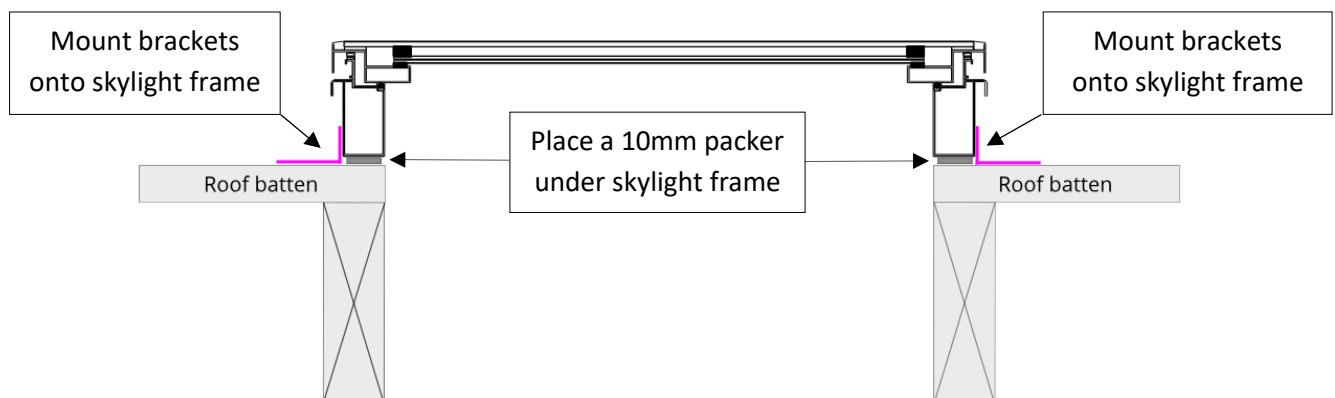 Mount brackets
onto skylight frame
Mount brackets
onto skylight frame
Place a 10mm packer
under skylight frame
Roof batten
Roof batten